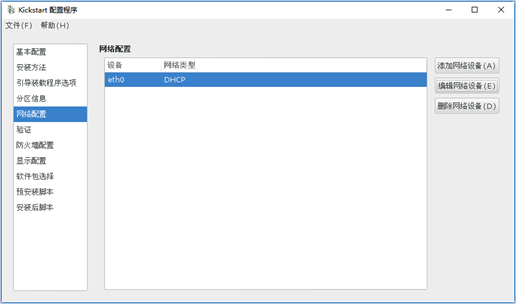 Kickstart 配置程序
文件(F) 帮助(H)
基本配置
安装方法
引导装载程序选项
分区信息
网络配置
验证
防火墙配置
显示配置
软件包选择
预安装脚本
安装后脚本
网络配置
设备 网络类型
eth0 DHCP
添加网络设备(A)
编辑网络设备(E)
删除网络设备(D)